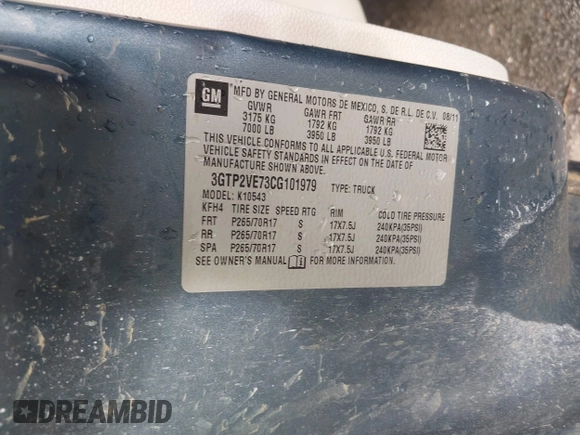 GM
MFD BY GENERAL MOTORS DE MEXICO, S. DE R.L. DE C.V. 08/11
GVWR GAWR FRT GAWR RR
3175 KG 1792 KG 1792 KG
7000 LB 3950 LB 3950 LB
THIS VEHICLE CONFORMS TO ALL APPLICABLE U.S. FEDERAL MOTOR
VEHICLE SAFETY STANDARDS IN EFFECT ON THE DATE OF
MANUFACTURE SHOWN ABOVE.
3GTP2VE73CG101979 TYPE: TRUCK
MODEL: K10543
KFH4 TIRE SIZE SPEED RTG RIM COLD TIRE PRESSURE
FRT P265/70R17 S 17X7.5J 240KPA(35PSI)
RR P265/70R17 S 17X7.5J 240KPA(35PSI)
SPA P265/70R17 S 17X7.5J 240KPA(35PSI)
SEE OWNER'S MANUAL FOR MORE INFORMATION.
DREAMBID